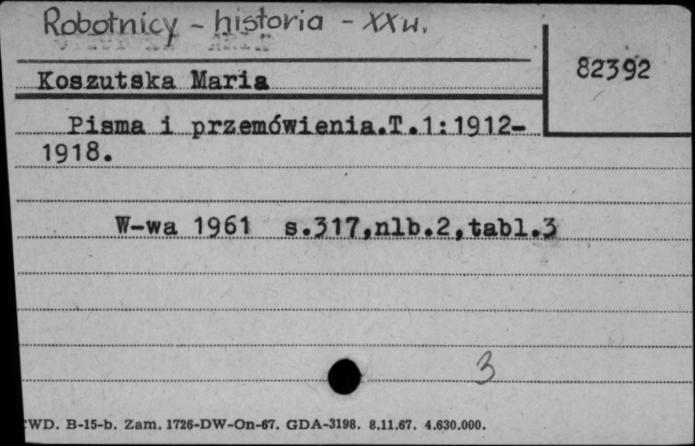 Robotnicy - historia - XX w.
82392
Koszutska Maria
Pisma i przemówienia.T.1:1912-
1918.
W-wa 1961 s.317,nlb.2,tabl.3
3
WD. B-15-b. Zam. 1726-DW-On-67. GDA-3198. 8.11.67. 4.630.000.